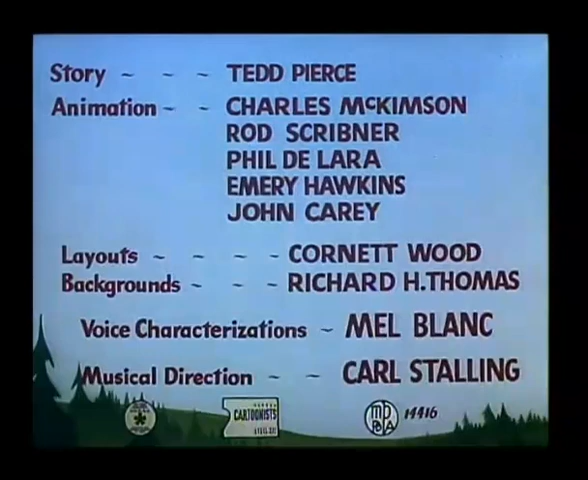 Story ~ ~ ~ TEDD PIERCE
Animation ~ ~ CHARLES McKIMSON
ROD SCRIBNER
PHIL DE LARA
EMERY HAWKINS
JOHN CAREY
Layouts ~ ~ ~ ~ CORNETT WOOD
Backgrounds ~ ~ ~ RICHARD H. THOMAS
Voice Characterizations ~ MEL BLANC
Musical Direction ~ ~ CARL STALLING
CARTOONISTS
14416